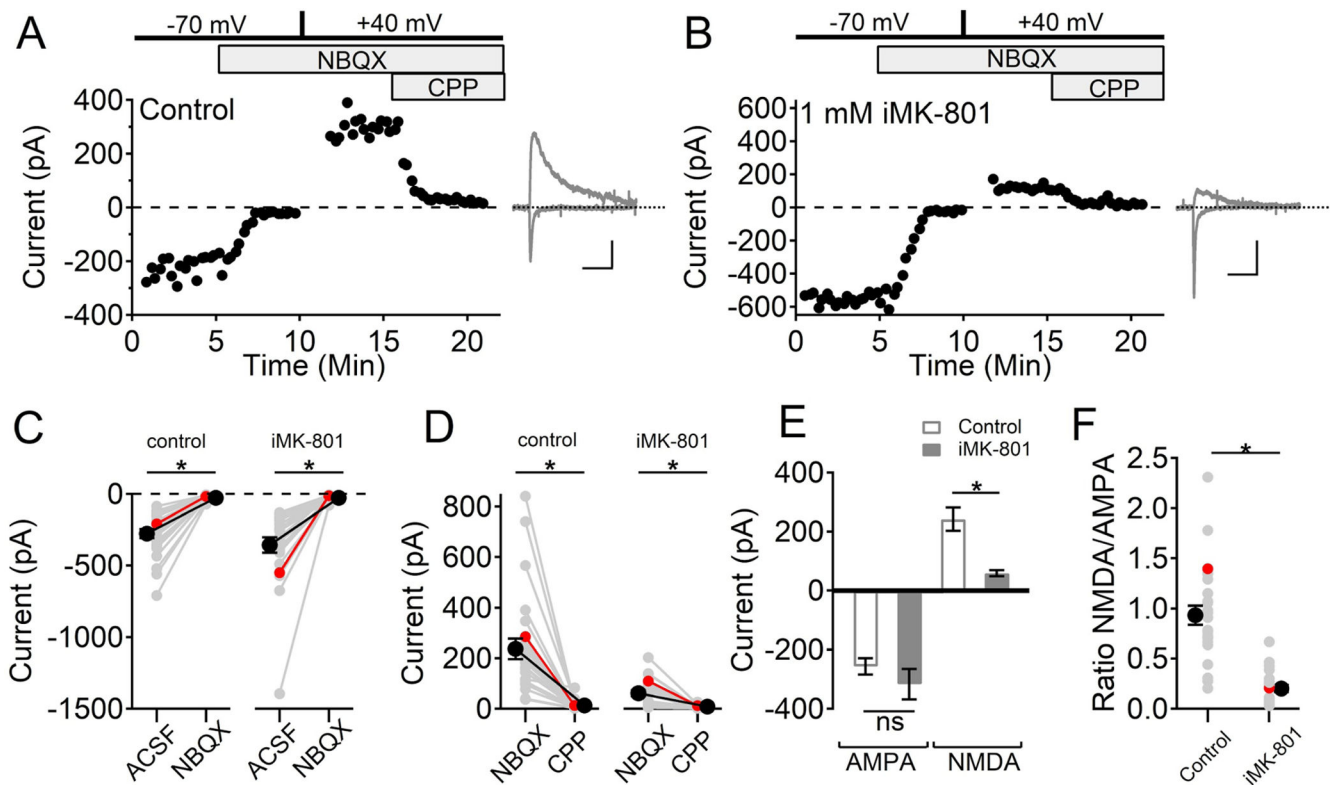 A
-70 mV +40 mV
NBQX
CPP
Control
400
200
0
-200
-400
Current (pA)
0 5 10 15 20
Time (Min)
B
-70 mV +40 mV
NBQX
CPP
1 mM iMK-801
600
400
200
0
-200
-400
-600
Current (pA)
0 5 10 15 20
Time (Min)
C
control iMK-801
* *
0
-500
-1000
-1500
Current (pA)
ACSF NBQX ACSF NBQX
D
control iMK-801
* *
800
600
400
200
0
Current (pA)
NBQX CPP NBQX CPP
E
Control
iMK-801
400
200
0
-200
-400
Current (pA)
*
ns
AMPA NMDA
F
*
2.5
2.0
1.5
1.0
0.5
0.0
Ratio NMDA/AMPA
Control iMK-801